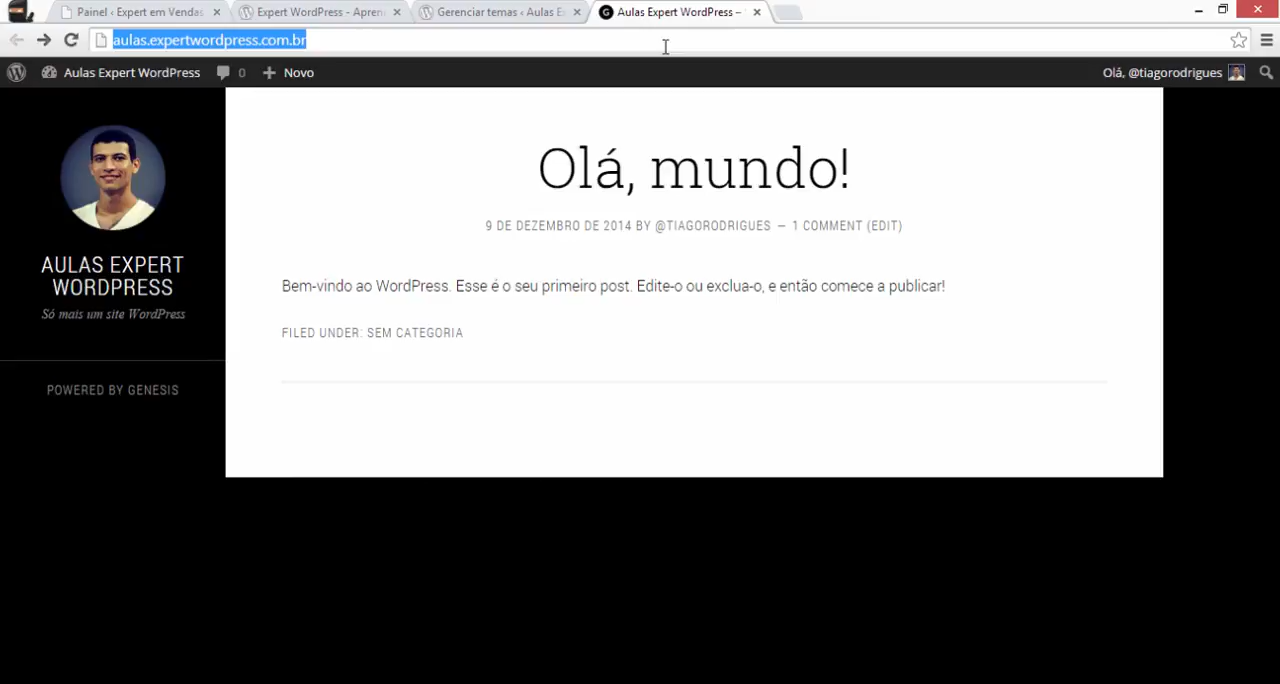 Painel ‹ Expert em Vendas
Expert WordPress - Apren
Gerenciar temas ‹ Aulas E
Aulas Expert WordPress –
aulas.expertwordpress.com.br
Aulas Expert WordPress
0
Novo
Olá, @tiagorodrigues
Olá, mundo!
9 DE DEZEMBRO DE 2014 BY @TIAGORODRIGUES — 1 COMMENT (EDIT)
Bem-vindo ao WordPress. Esse é o seu primeiro post. Edite-o ou exclua-o, e então comece a publicar!
FILED UNDER: SEM CATEGORIA
AULAS EXPERT
WORDPRESS
Só mais um site WordPress
POWERED BY GENESIS